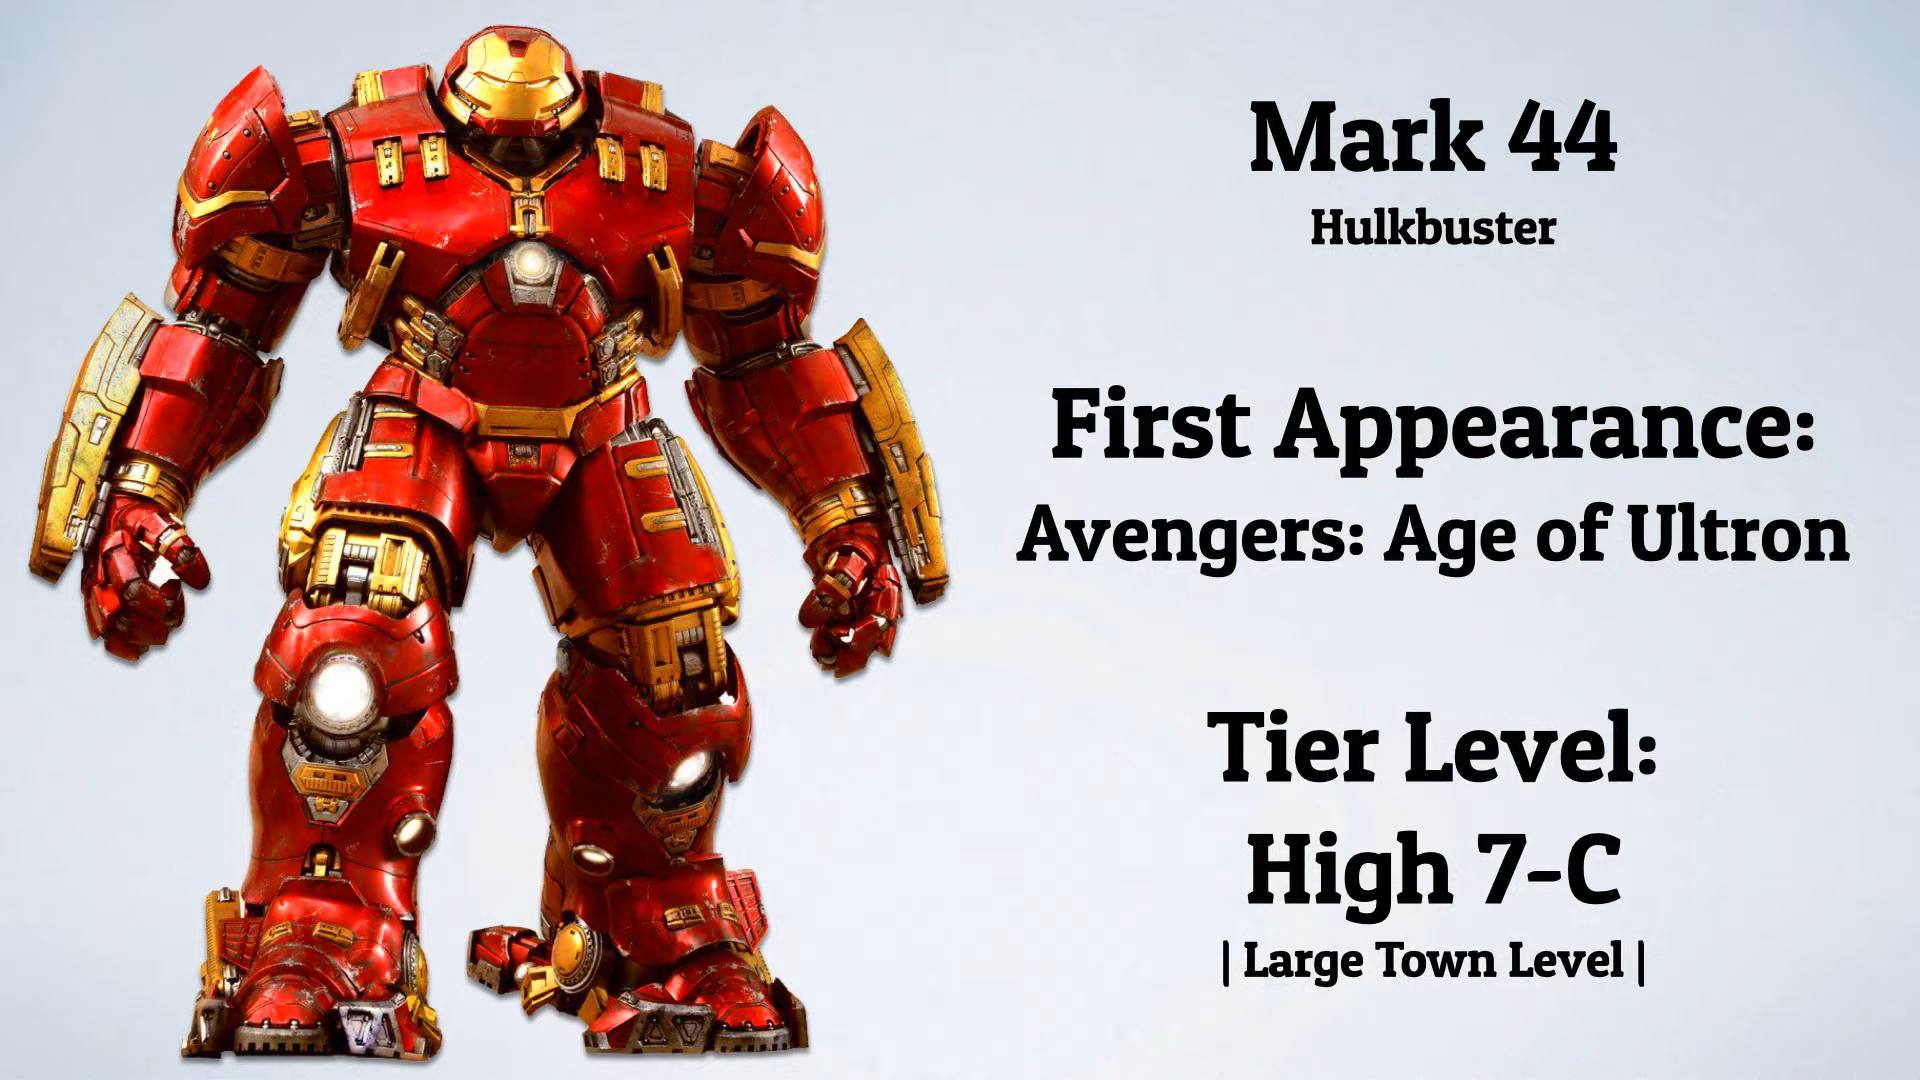 Mark 44
Hulkbuster
First Appearance:
Avengers: Age of Ultron
Tier Level:
High 7-C
| Large Town Level |